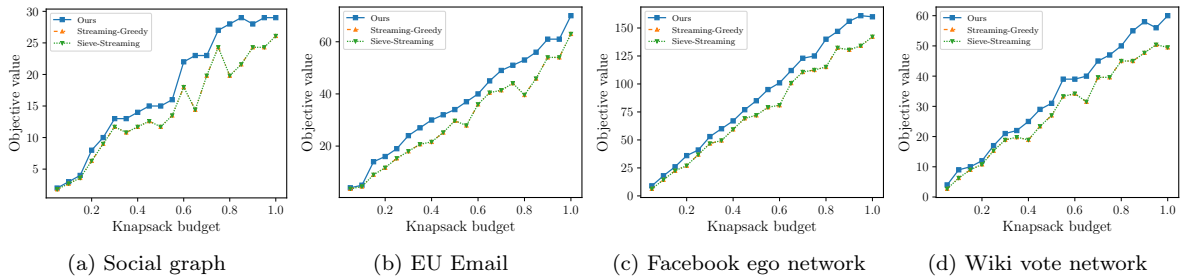 Ours
Streaming-Greedy
Sieve-Streaming
Objective value
30
25
20
15
10
5
0.2 0.4 0.6 0.8 1.0
Knapsack budget
(a) Social graph
Ours
Streaming-Greedy
Sieve-Streaming
Objective value
60
40
20
0.2 0.4 0.6 0.8 1.0
Knapsack budget
(b) EU Email
Ours
Streaming-Greedy
Sieve-Streaming
Objective value
150
125
100
75
50
25
0
0.2 0.4 0.6 0.8 1.0
Knapsack budget
(c) Facebook ego network
Ours
Streaming-Greedy
Sieve-Streaming
Objective value
60
50
40
30
20
10
0
0.2 0.4 0.6 0.8 1.0
Knapsack budget
(d) Wiki vote network